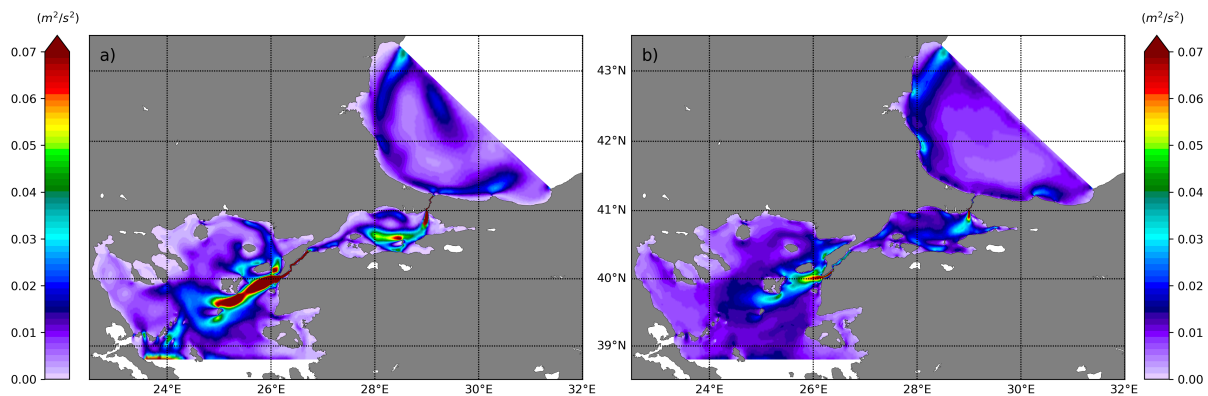 (m²/s²) (m²/s²)
a) b)
0.07 0.07
0.06 0.06
0.05 0.05
0.04 0.04
0.03 0.03
0.02 0.02
0.01 0.01
0.00 0.00
43°N
42°N
41°N
40°N
39°N
24°E 26°E 28°E 30°E 32°E 24°E 26°E 28°E 30°E 32°E